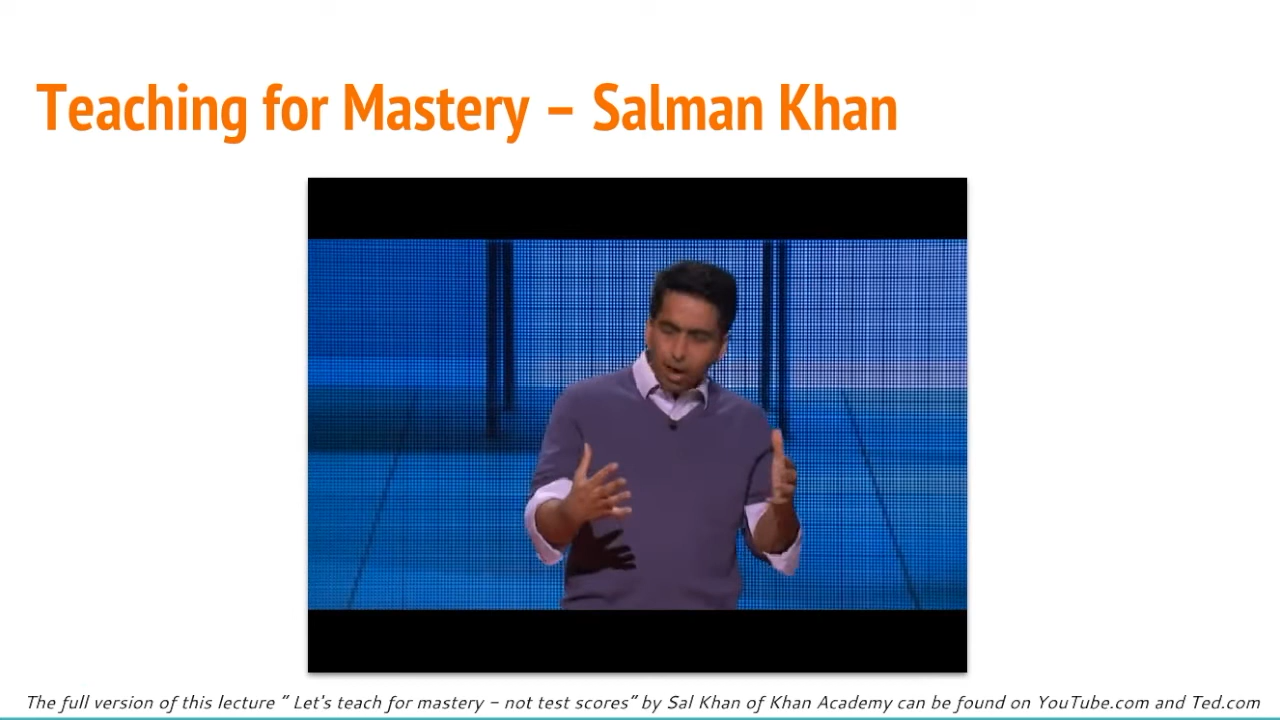 Teaching for Mastery – Salman Khan
The full version of this lecture " Let's teach for mastery – not test scores" by Sal Khan of Khan Academy can be found on YouTube.com and Ted.com